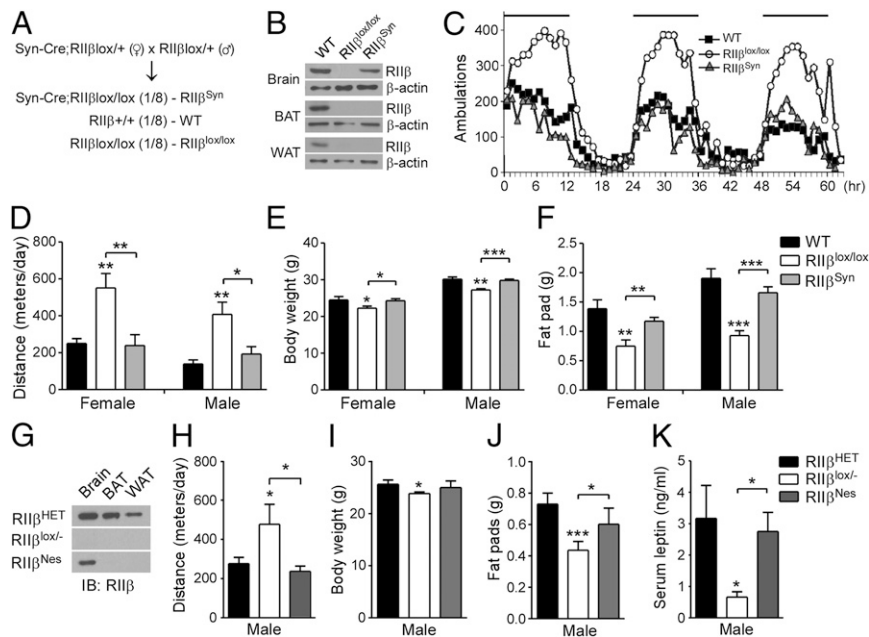 A
Syn-Cre;RIIβlox/+ (♀) x RIIβlox/+ (♂)
↓
Syn-Cre;RIIβlox/lox (1/8) - RIIβSyn
RIIβ+/+ (1/8) - WT
RIIβlox/lox (1/8) - RIIβlox/lox
B
WT RIIβlox/lox RIIβSyn
Brain RIIβ
β-actin
BAT RIIβ
β-actin
WAT RIIβ
β-actin
C
Ambulations
400
300
200
100
0
0 6 12 18 24 30 36 42 48 54 60 (hr)
WT
RIIβlox/lox
RIIβSyn
D
Distance (meters/day)
800
600
400
200
0
** ** ** *
Female Male
E
Body weight (g)
40
30
20
10
0
* * ** ***
Female Male
F
Fat pad (g)
2.5
2.0
1.5
1.0
0.5
0.0
** ** *** ***
Female Male
WT
RIIβlox/lox
RIIβSyn
G
Brain BAT WAT
RIIβHET
RIIβlox/-
RIIβNes
IB: RIIβ
H
Distance (meters/day)
800
600
400
200
0
* *
Male
I
Body weight (g)
40
30
20
10
0
*
Male
J
Fat pads (g)
1.0
0.8
0.6
0.4
0.2
0.0
*** *
Male
K
Serum leptin (ng/ml)
5
4
3
2
1
0
* *
Male
RIIβHET
RIIβlox/-
RIIβNes